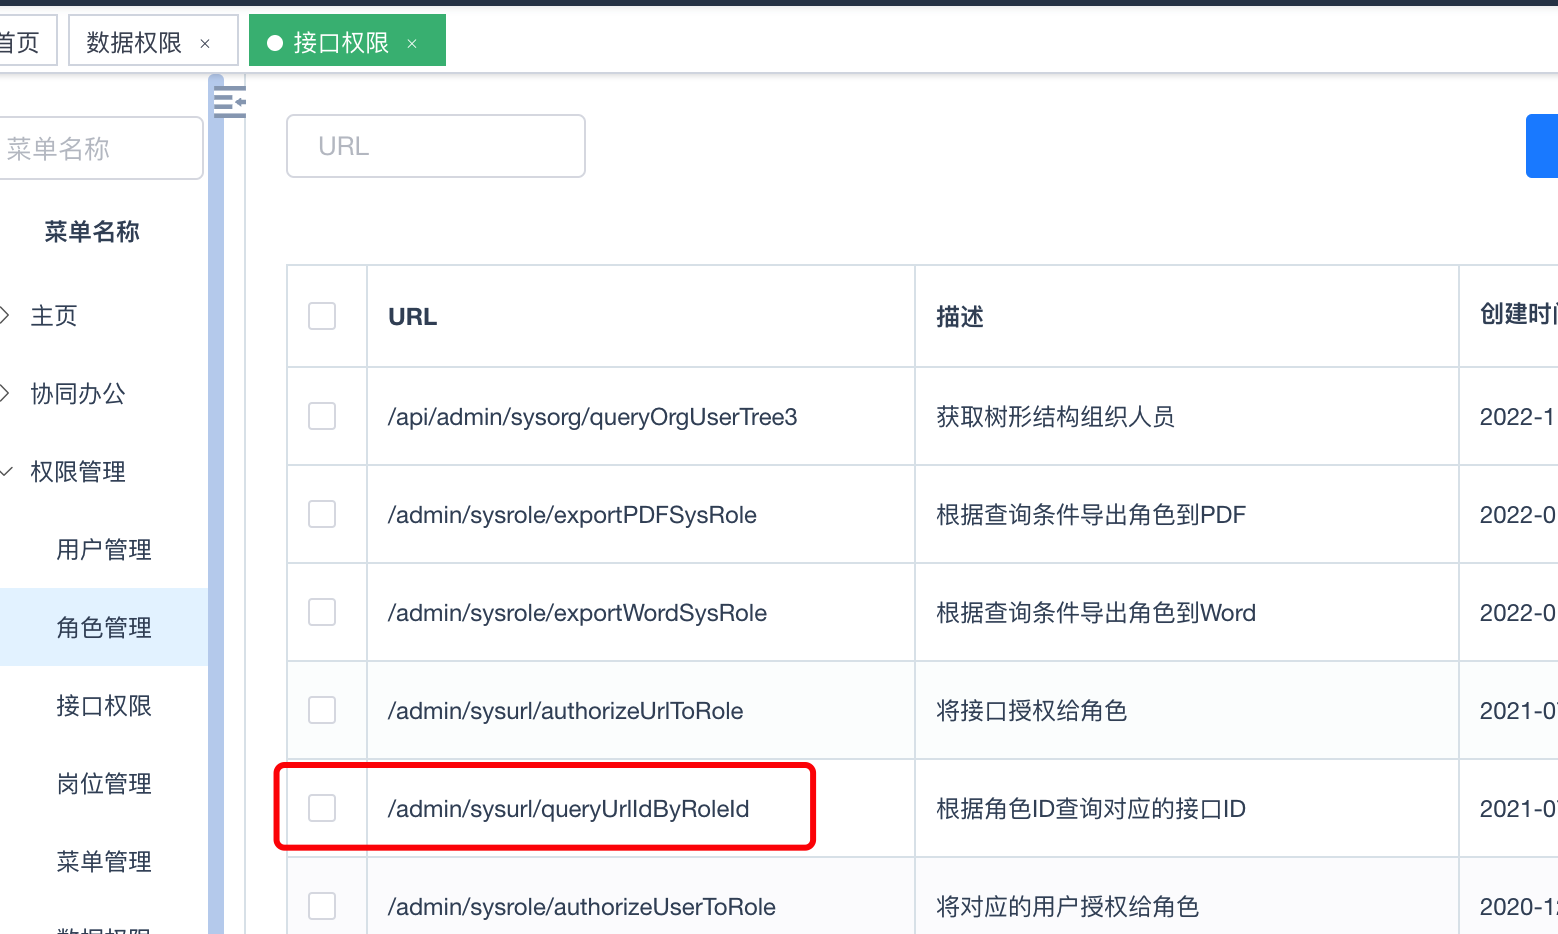 首页 数据权限 × 接口权限 ×
菜单名称
URL
菜单名称
主页
协同办公
权限管理
用户管理
角色管理
接口权限
岗位管理
菜单管理
数据权限
URL 描述 创建时间
/api/admin/sysorg/queryOrgUserTree3 获取树形结构组织人员 2022-1
/admin/sysrole/exportPDFSysRole 根据查询条件导出角色到PDF 2022-0
/admin/sysrole/exportWordSysRole 根据查询条件导出角色到Word 2022-0
/admin/sysurl/authorizeUrlToRole 将接口授权给角色 2021-0
/admin/sysurl/queryUrlIdByRoleId 根据角色ID查询对应的接口ID 2021-0
/admin/sysrole/authorizeUserToRole 将对应的用户授权给角色 2020-1